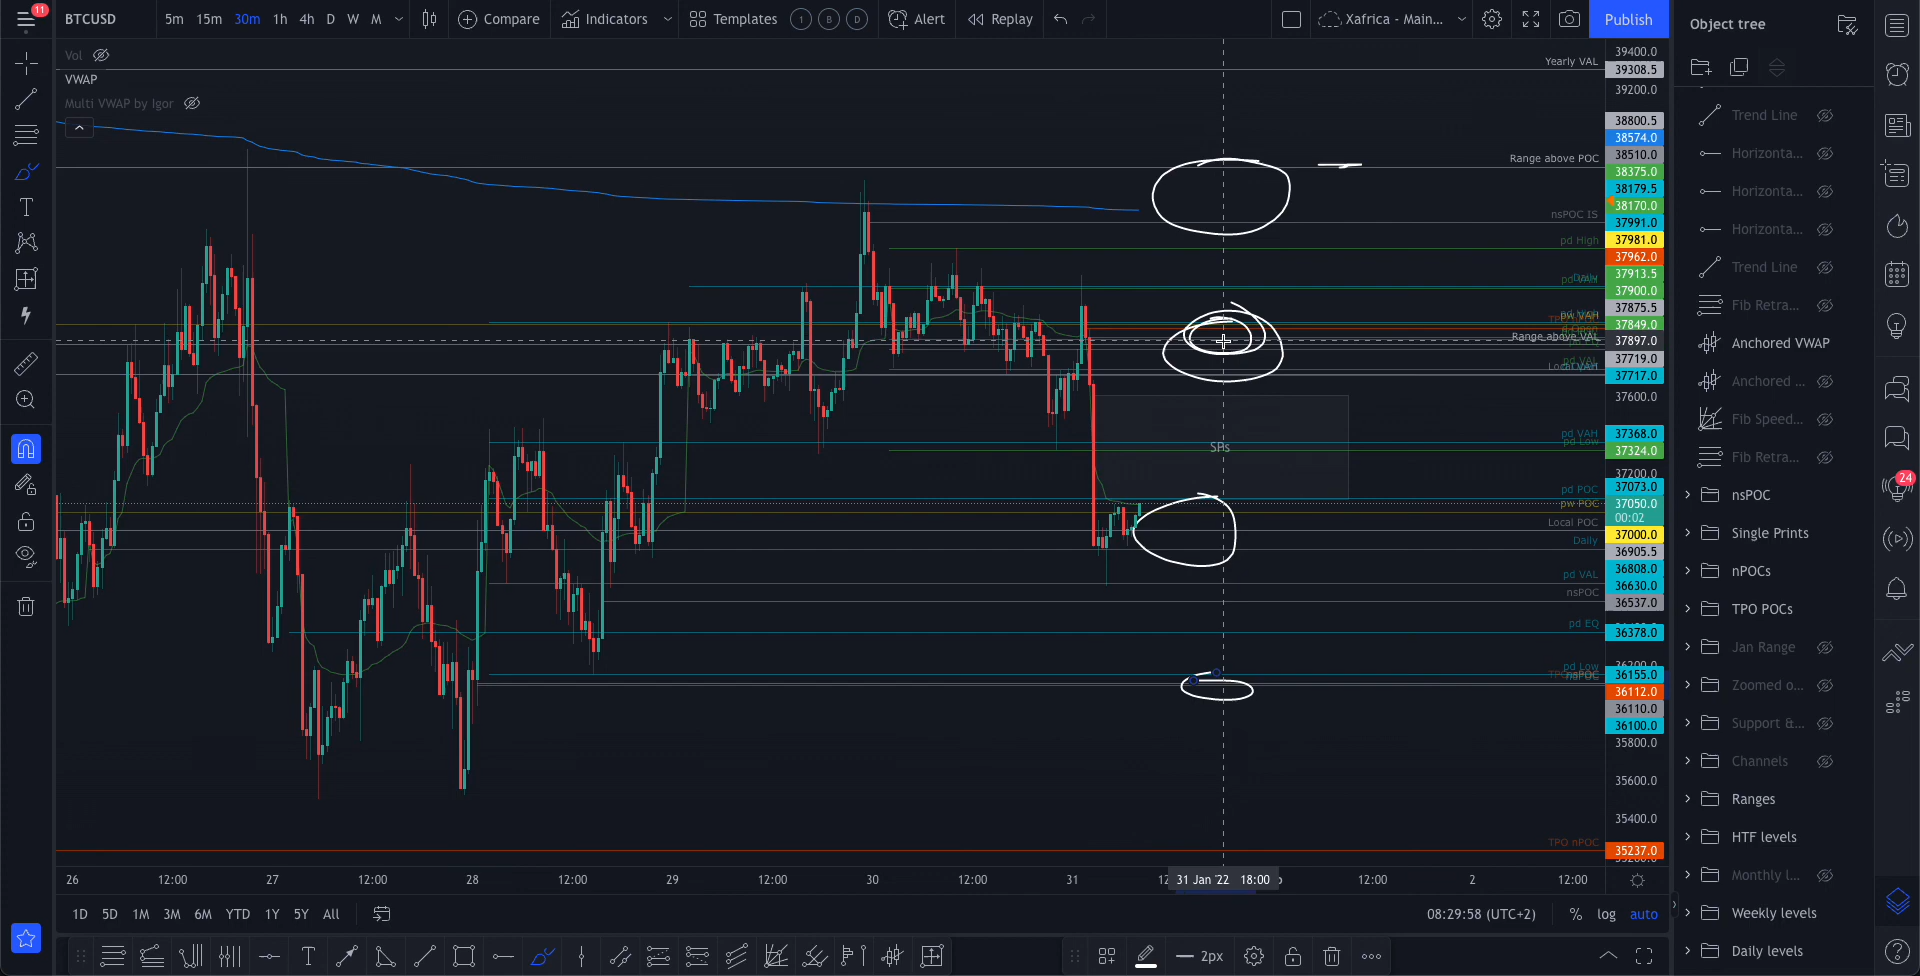 11
BTCUSD
5m 15m 30m 1h 4h D W M
Compare
Indicators
Templates
1 B D
Alert
Replay
Xafrica - Main...
Publish
Object tree
Vol
VWAP
Multi VWAP by Igor
Yearly VAL
Range above POC
nsPOC IS
pd High
Range above VAL
pd VAL
pd VAH
pd Low
SPs
pd POC
pw POC
Local POC
Daily
pd VAL
nsPOC
pd EQ
pd Low
TPO nPOC
39400.0
39308.5
39200.0
38800.5
38574.0
38510.0
38375.0
38179.5
38170.0
37991.0
37981.0
37962.0
37913.5
37900.0
37875.5
37849.0
37897.0
37719.0
37717.0
37600.0
37368.0
37324.0
37200.0
37073.0
37050.0
00:02
37000.0
36905.5
36808.0
36630.0
36537.0
36378.0
36200.0
36155.0
36112.0
36110.0
36100.0
35800.0
35600.0
35400.0
35237.0
26 12:00 27 12:00 28 12:00 29 12:00 30 12:00 31 31 Jan '22 18:00 12:00 2 12:00
1D 5D 1M 3M 6M YTD 1Y 5Y All
08:29:58 (UTC+2) % log auto
2px
Trend Line
Horizonta...
Horizonta...
Horizonta...
Trend Line
Fib Retra...
Anchored VWAP
Anchored ...
Fib Speed...
Fib Retra...
nsPOC
Single Prints
nPOCs
TPO POCs
Jan Range
Zoomed o...
Support &...
Channels
Ranges
HTF levels
Monthly l...
Weekly levels
Daily levels
24